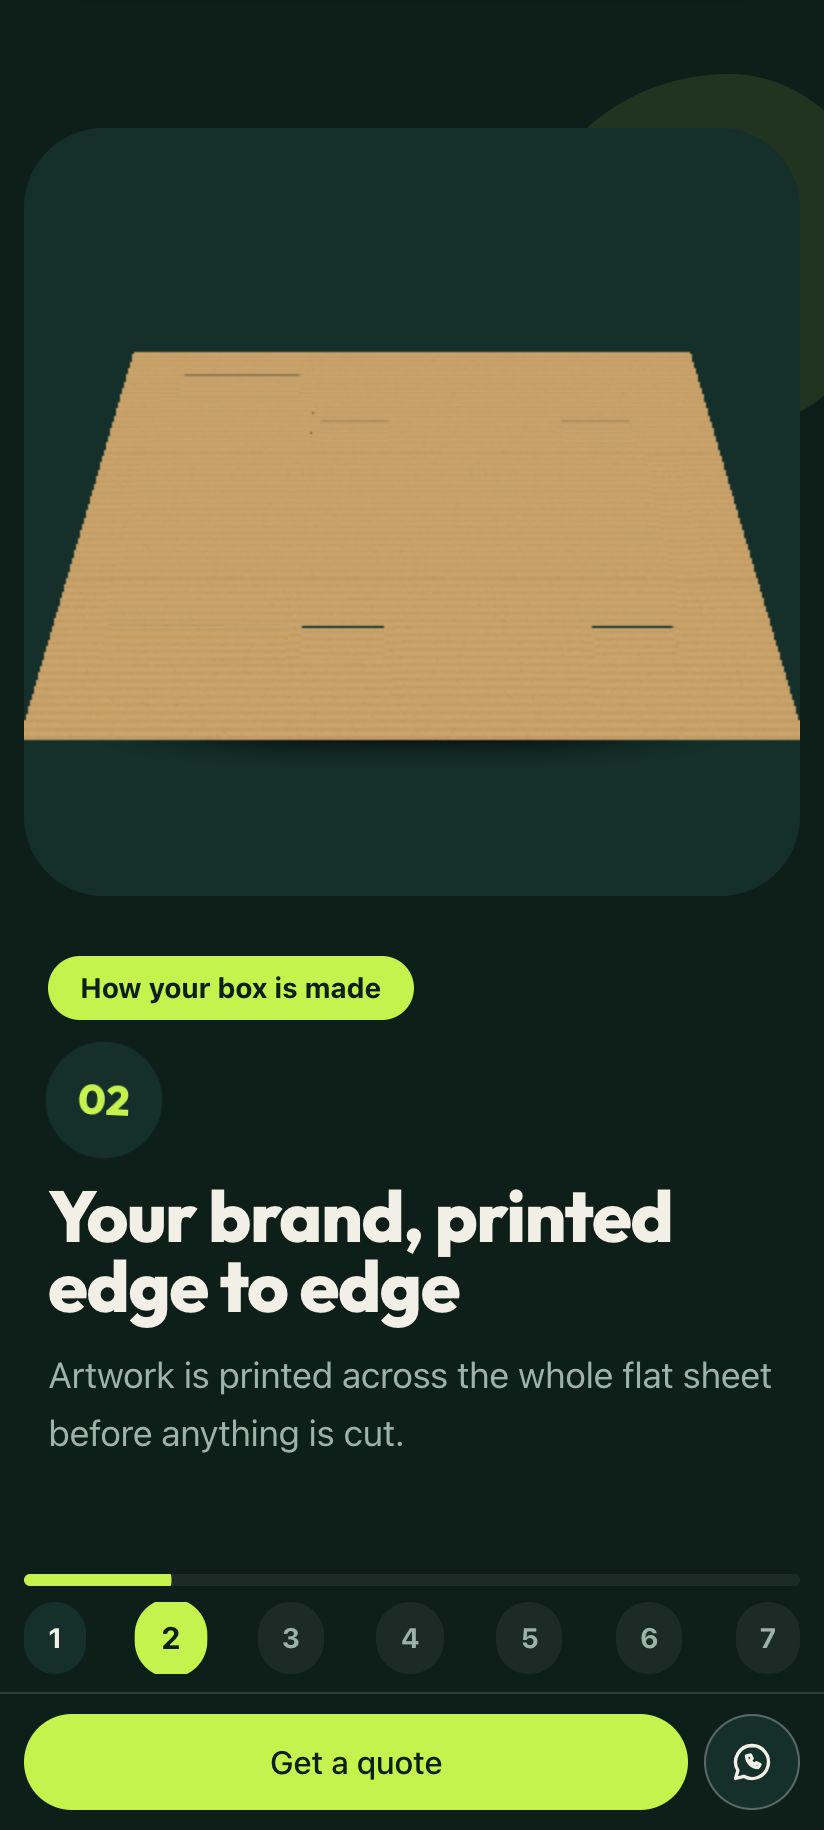 How your box is made
02
Your brand, printed
edge to edge
Artwork is printed across the whole flat sheet
before anything is cut.
1 2 3 4 5 6 7
Get a quote